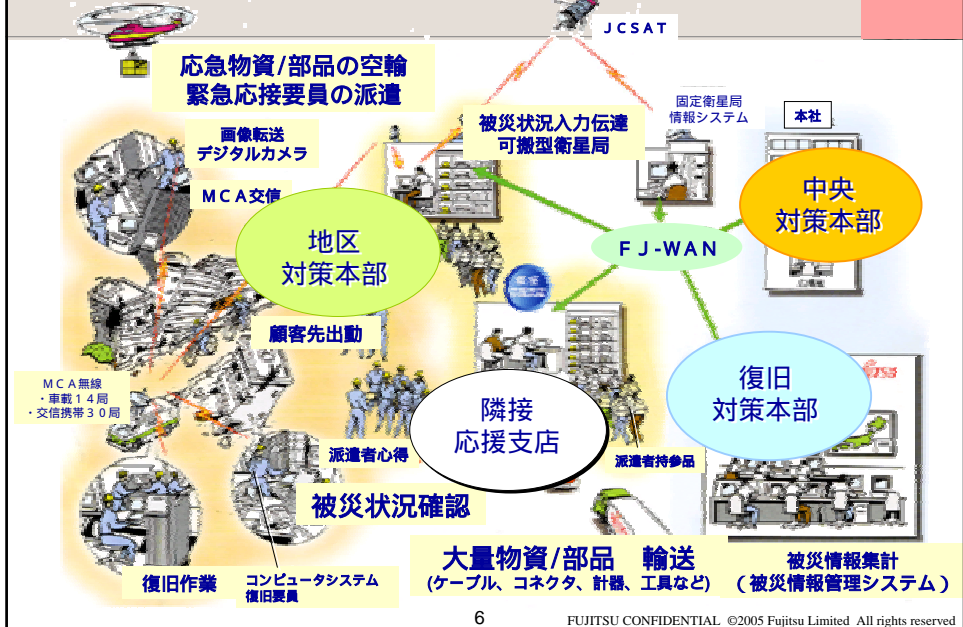 JCSAT
応急物資/部品の空輸
緊急応接要員の派遣
固定衛星局
情報システム
本社
被災状況入力伝達
可搬型衛星局
画像転送
デジタルカメラ
MCA交信
中央
対策本部
地区
対策本部
FJ-WAN
顧客先出動
MCA無線
・車載14局
・交信携帯30局
復旧
対策本部
隣接
応援支店
派遣者心得
派遣者持参品
被災状況確認
大量物資/部品　輸送
(ケーブル、コネクタ、計器、工具など)
被災情報集計
(被災情報管理システム)
復旧作業
コンピュータシステム
復旧要員
6
FUJITSU CONFIDENTIAL ©2005 Fujitsu Limited All rights reserved